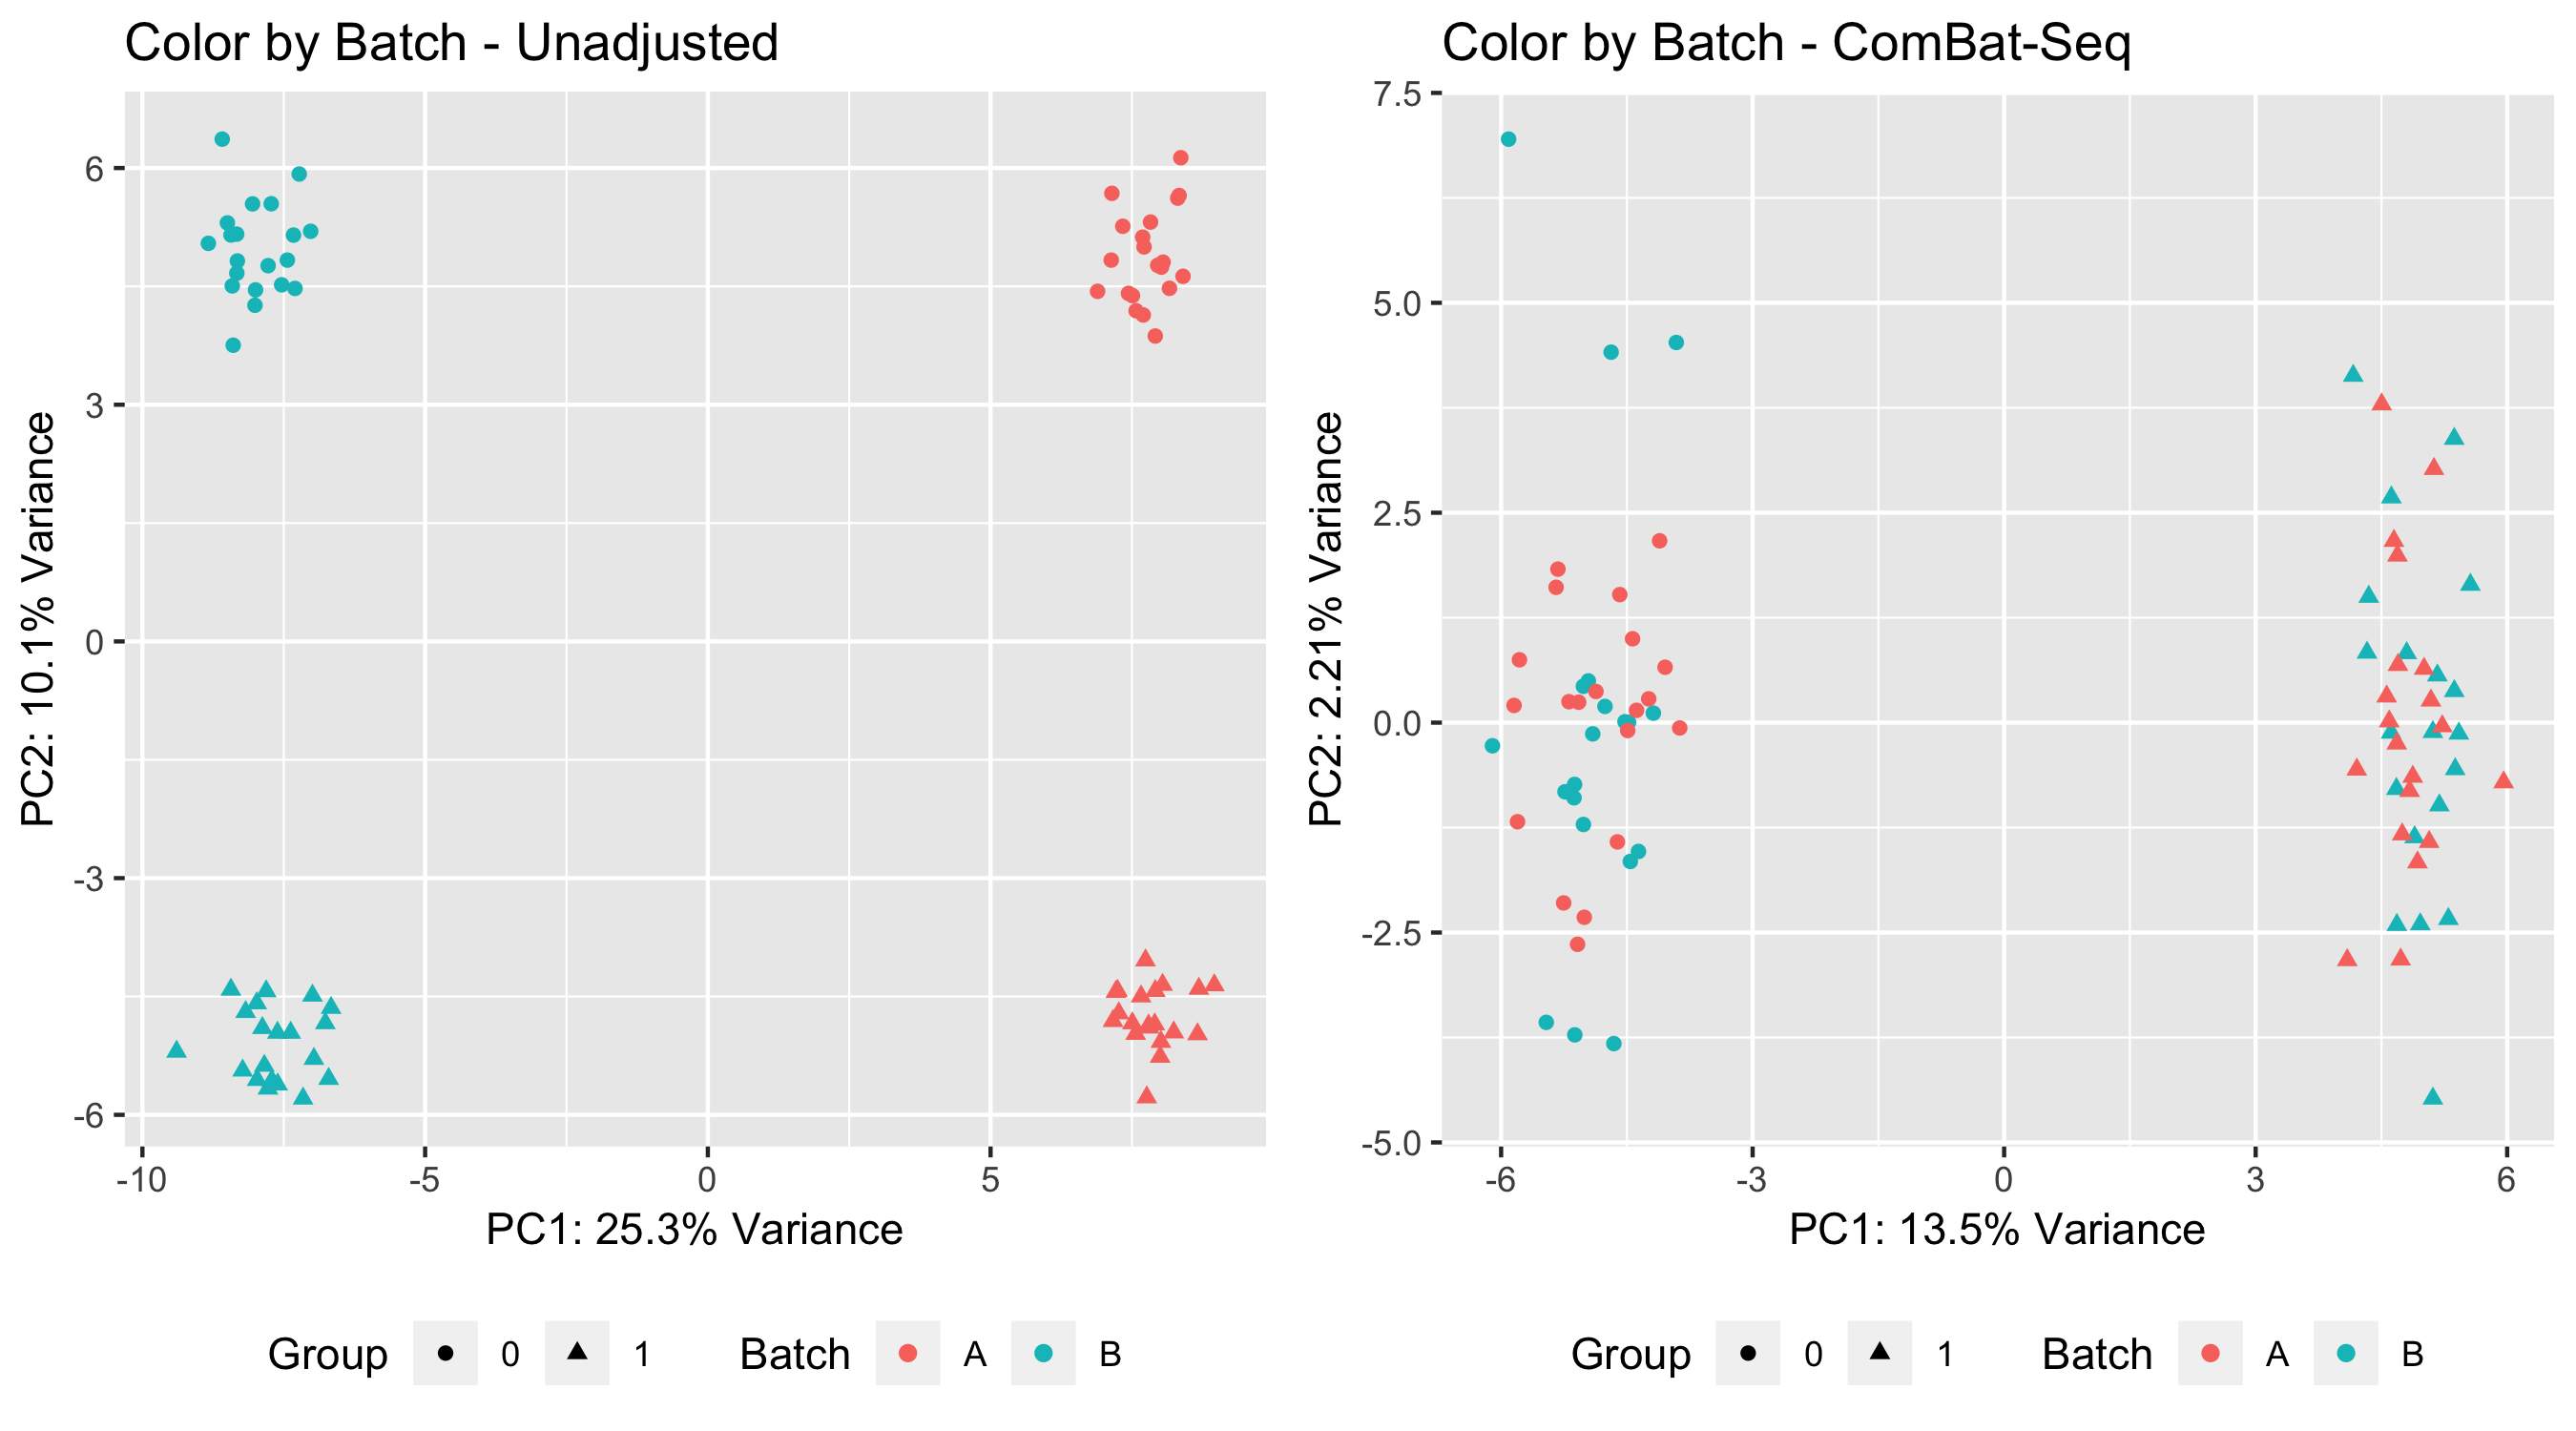 Color by Batch - Unadjusted
PC2: 10.1% Variance
6
3
0
-3
-6
-10
-5
0
5
PC1: 25.3% Variance
Group 0 1 Batch A B
Color by Batch - ComBat-Seq
PC2: 2.21% Variance
7.5
5.0
2.5
0.0
-2.5
-5.0
-6
-3
0
3
6
PC1: 13.5% Variance
Group 0 1 Batch A B